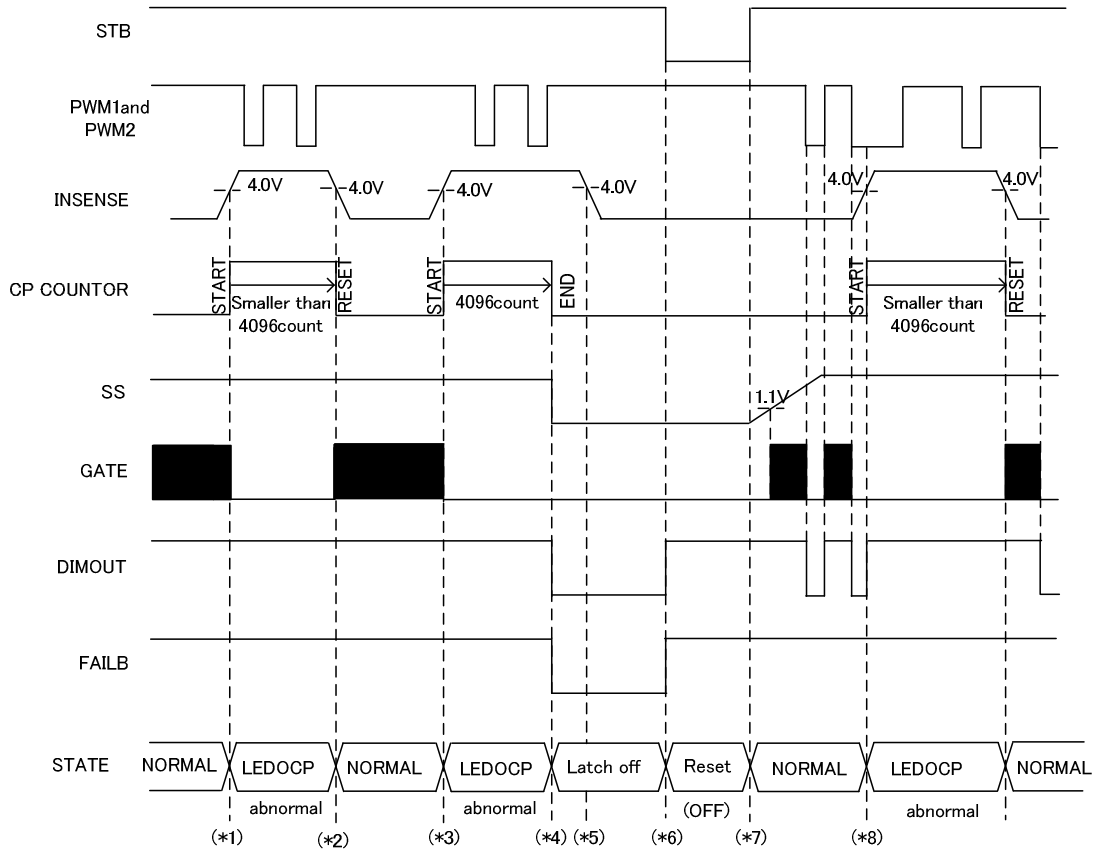 STB
PWM1and
PWM2
INSENSE
4.0V
4.0V
4.0V
4.0V
4.0V
4.0V
CP COUNTOR
START
Smaller than
4096count
RESET
START
4096count
END
START
Smaller than
4096count
RESET
SS
1.1V
GATE
DIMOUT
FAILB
STATE
NORMAL
LEDOCP
NORMAL
LEDOCP
Latch off
Reset
NORMAL
LEDOCP
NORMAL
abnormal
abnormal
(OFF)
abnormal
(*1)
(*2)
(*3)
(*4)
(*5)
(*6)
(*7)
(*8)